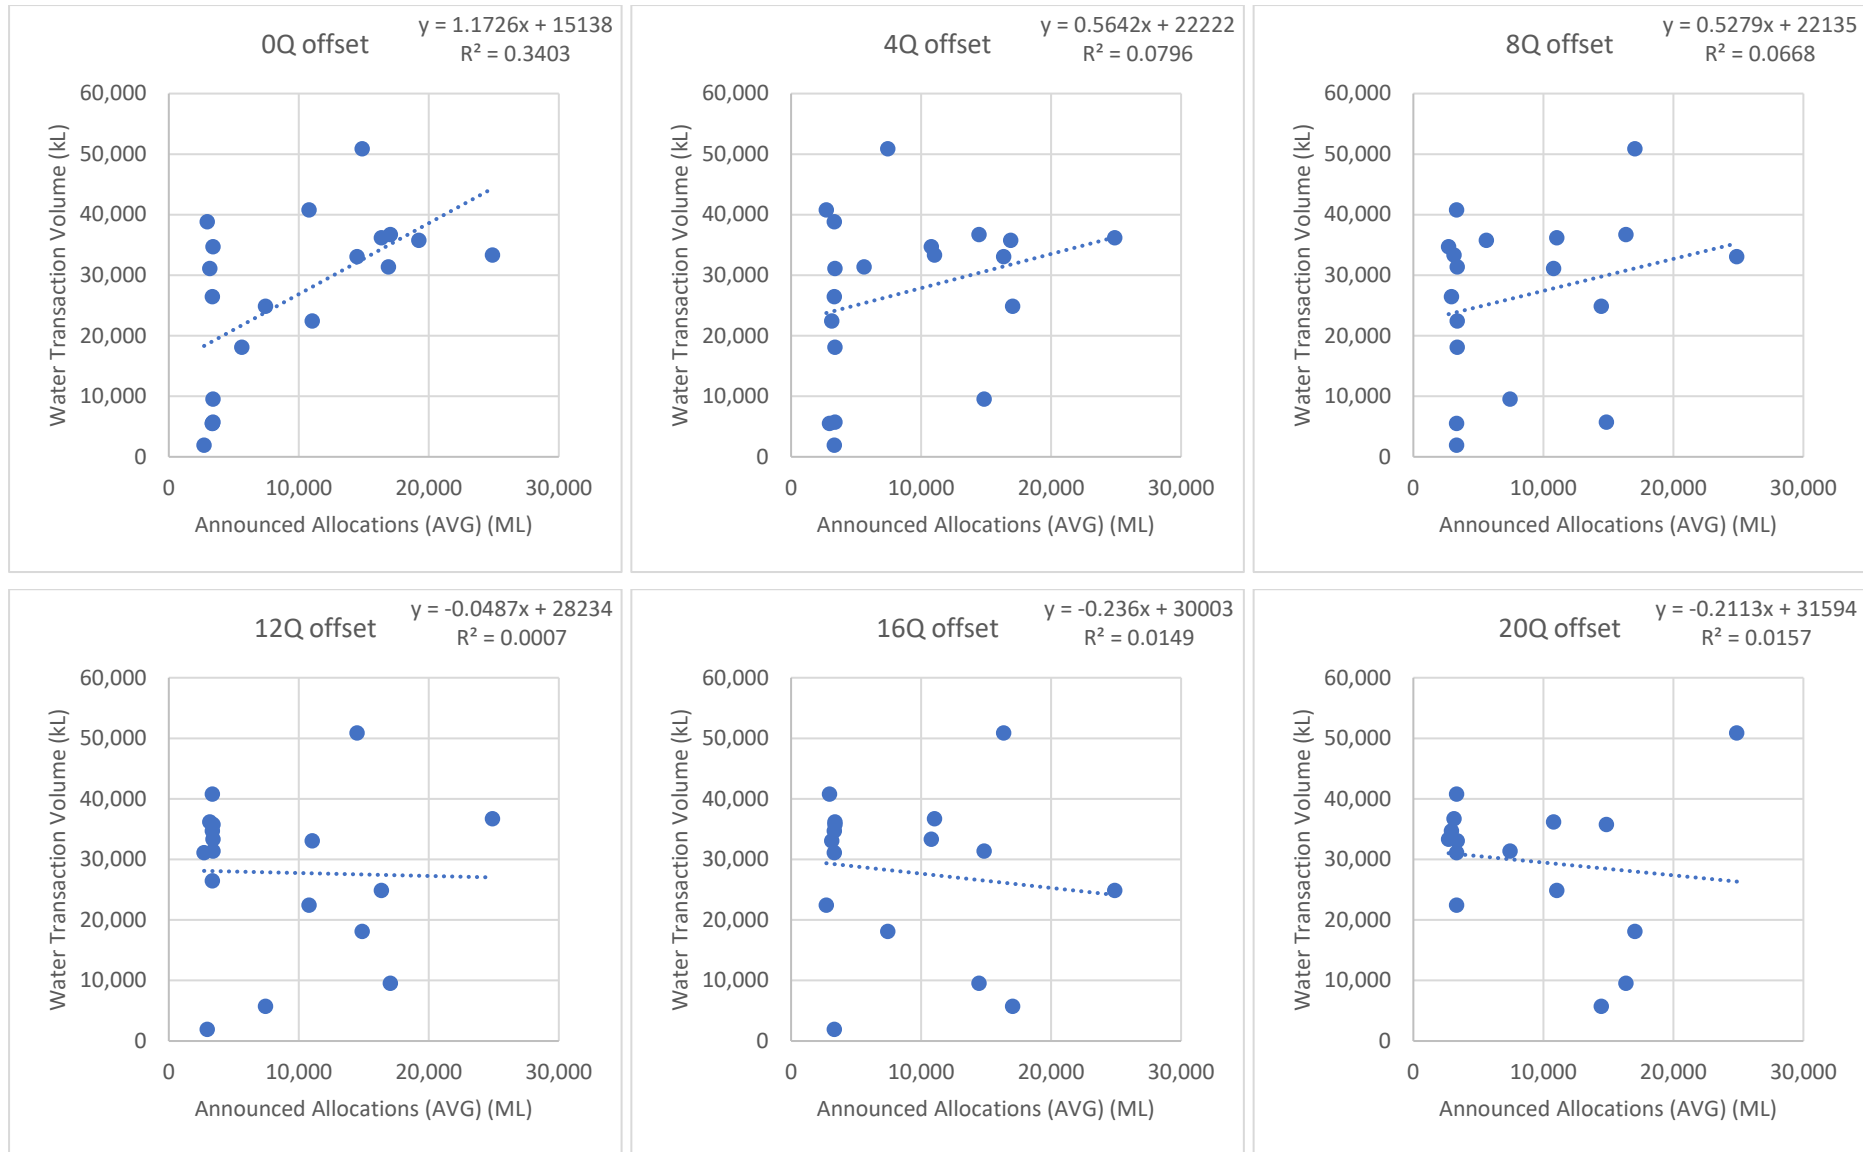 0Q offset
y = 1.1726x + 15138
R² = 0.3403
60,000
50,000
40,000
30,000
20,000
10,000
0
0 10,000 20,000 30,000
Water Transaction Volume (kL)
Announced Allocations (AVG) (ML)
4Q offset
y = 0.5642x + 22222
R² = 0.0796
60,000
50,000
40,000
30,000
20,000
10,000
0
0 10,000 20,000 30,000
Water Transaction Volume (kL)
Announced Allocations (AVG) (ML)
8Q offset
y = 0.5279x + 22135
R² = 0.0668
60,000
50,000
40,000
30,000
20,000
10,000
0
0 10,000 20,000 30,000
Water Transaction Volume (kL)
Announced Allocations (AVG) (ML)
12Q offset
y = -0.0487x + 28234
R² = 0.0007
60,000
50,000
40,000
30,000
20,000
10,000
0
0 10,000 20,000 30,000
Water Transaction Volume (kL)
Announced Allocations (AVG) (ML)
16Q offset
y = -0.236x + 30003
R² = 0.0149
60,000
50,000
40,000
30,000
20,000
10,000
0
0 10,000 20,000 30,000
Water Transaction Volume (kL)
Announced Allocations (AVG) (ML)
20Q offset
y = -0.2113x + 31594
R² = 0.0157
60,000
50,000
40,000
30,000
20,000
10,000
0
0 10,000 20,000 30,000
Water Transaction Volume (kL)
Announced Allocations (AVG) (ML)